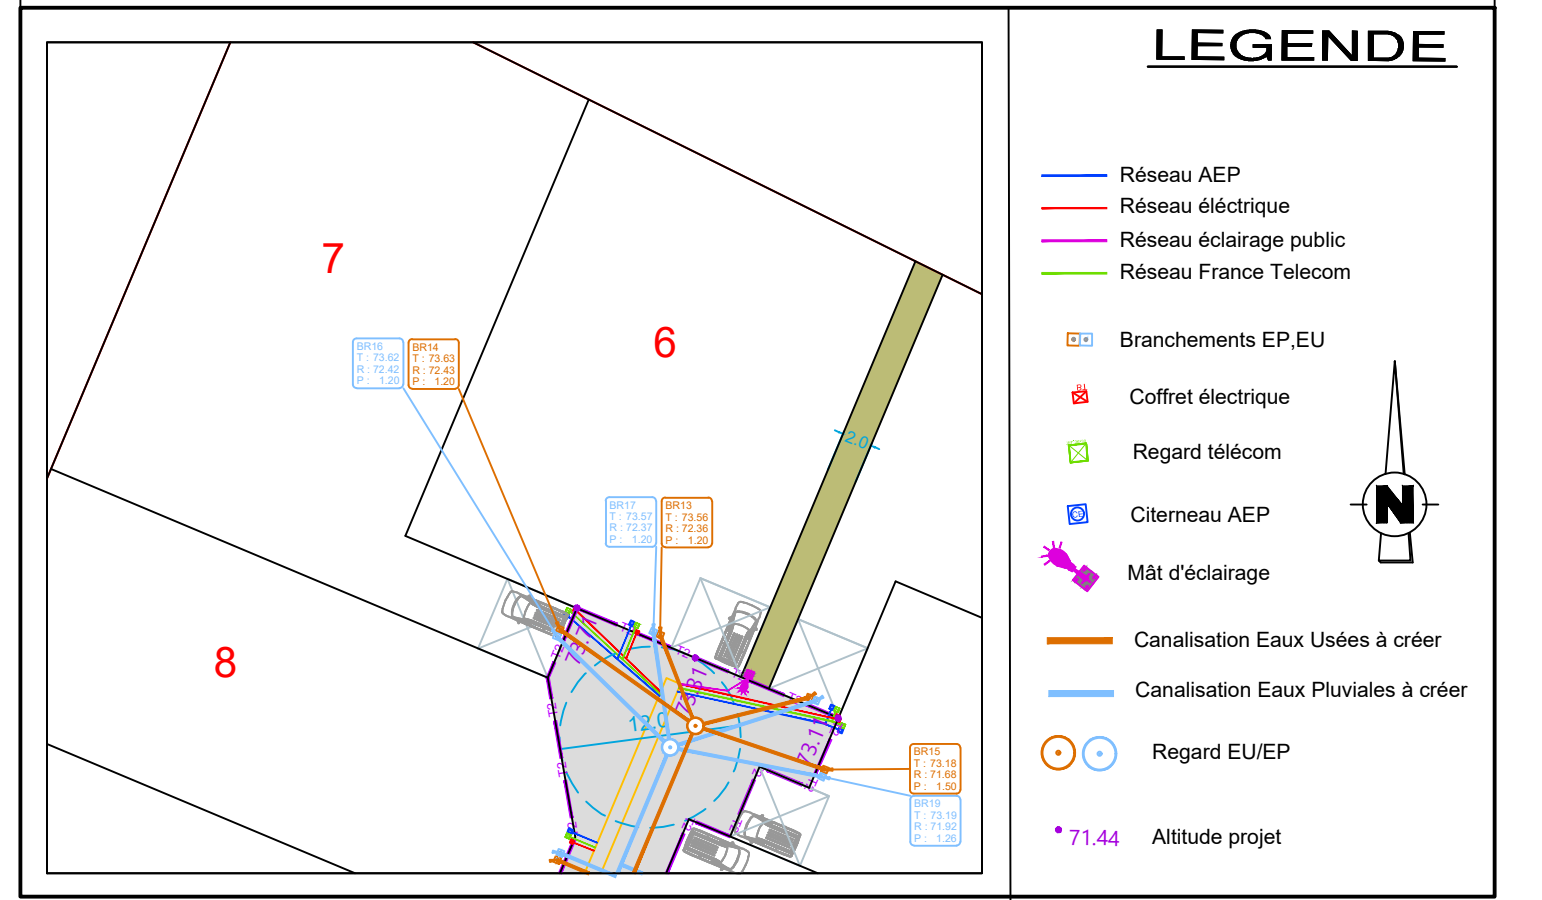 LEGENDE
Réseau AEP
Réseau éléctrique
Réseau éclairage public
Réseau France Telecom
Branchements EP,EU
Coffret électrique
Regard télécom
Citerneau AEP
Mât d'éclairage
Canalisation Eaux Usées à créer
Canalisation Eaux Pluviales à créer
Regard EU/EP
71.44
Altitude projet
N
7
6
8
BR16
T : 73.62
R : 72.42
P : 1.20
BR14
T : 73.63
R : 72.43
P : 1.20
2.0
BR17
T : 73.57
R : 72.37
P : 1.20
BR13
T : 73.56
R : 72.36
P : 1.20
12.0
73.11
BR15
T : 73.18
R : 71.68
P : 1.50
BR19
T : 73.19
R : 71.92
P : 1.26
T2